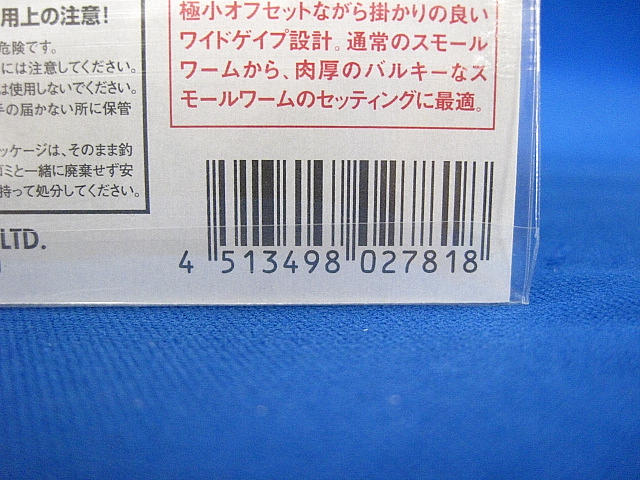 用上の注意!
危険です。
には注意してください。
は使用しないでください。
手の届かない所に保管
ッケージは、そのまま釣
ゴミと一緒に廃棄せず安
持って処分してください。
LTD.
極小オフセットながら掛かりの良い
ワイドゲイプ設計。通常のスモール
ワームから、肉厚のバルキーなス
モールワームのセッティングに最適。
4 513498 027818